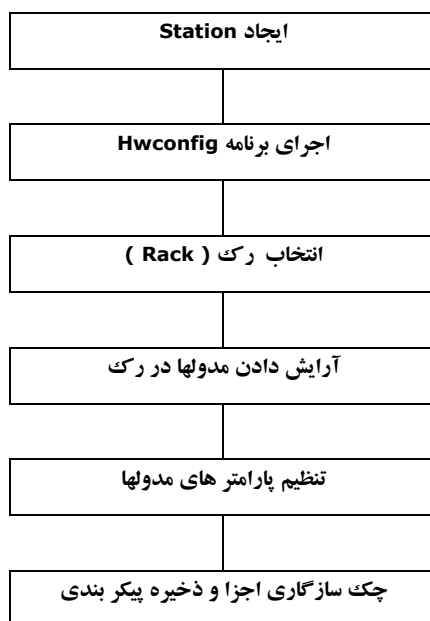 ایجاد Station
اجرای برنامه Hwconfig
انتخاب رک ( Rack )
آرایش دادن مدولها در رک
تنظیم پارامتر های مدولها
چک سازگاری اجزا و ذخیره پیکر بندی